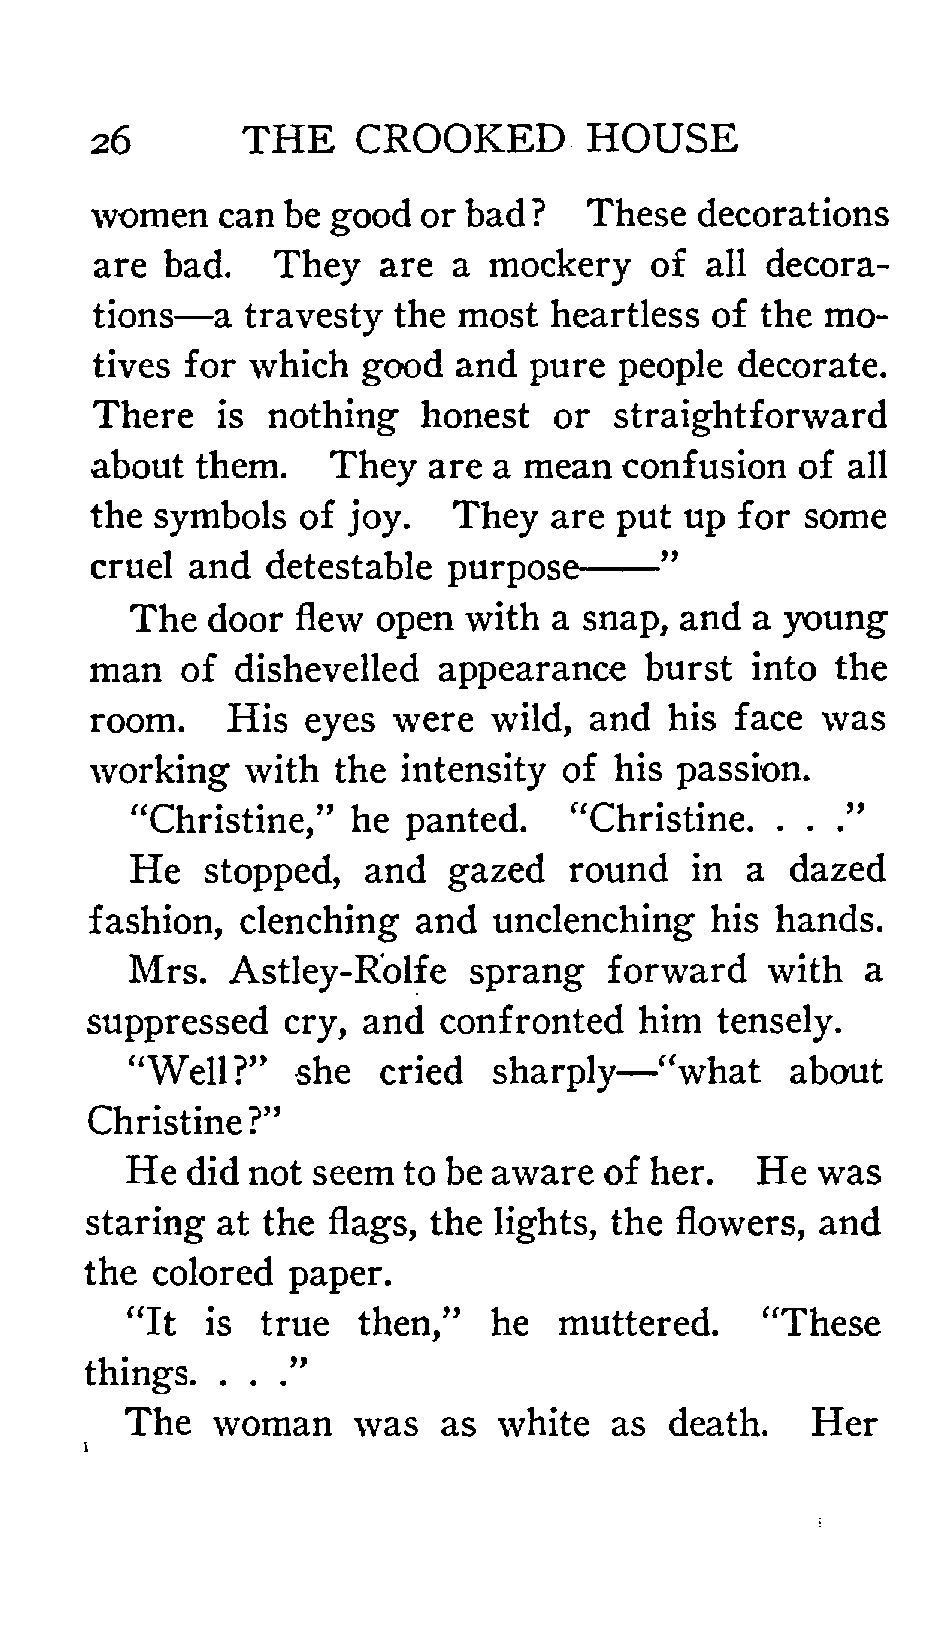 26 THE CROOKED HOUSE
women can be good or bad? These decorations
are bad. They are a mockery of all decora-
tions—a travesty the most heartless of the mo-
tives for which good and pure people decorate.
There is nothing honest or straightforward
about them. They are a mean confusion of all
the symbols of joy. They are put up for some
cruel and detestable purpose——"
The door flew open with a snap, and a young
man of dishevelled appearance burst into the
room. His eyes were wild, and his face was
working with the intensity of his passion.
"Christine," he panted. "Christine. . . ."
He stopped, and gazed round in a dazed
fashion, clenching and unclenching his hands.
Mrs. Astley-Rolfe sprang forward with a
suppressed cry, and confronted him tensely.
"Well?" she cried sharply—"what about
Christine?"
He did not seem to be aware of her. He was
staring at the flags, the lights, the flowers, and
the colored paper.
"It is true then," he muttered. "These
things. . . ."
The woman was as white as death. Her